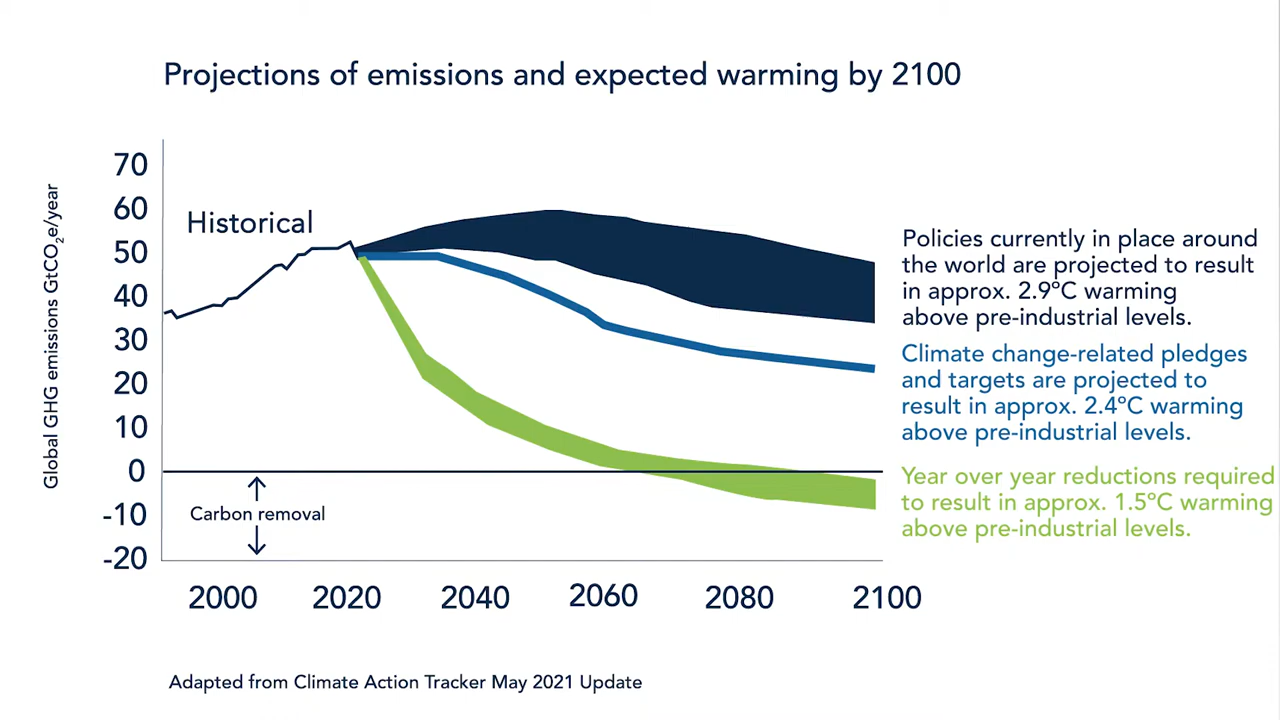 Projections of emissions and expected warming by 2100
Global GHG emissions GtCO₂e/year
70
60
50
40
30
20
10
0
-10
-20
Historical
Carbon removal
Policies currently in place around
the world are projected to result
in approx. 2.9ºC warming
above pre-industrial levels.
Climate change-related pledges
and targets are projected to
result in approx. 2.4ºC warming
above pre-industrial levels.
Year over year reductions required
to result in approx. 1.5ºC warming
above pre-industrial levels.
2000 2020 2040 2060 2080 2100
Adapted from Climate Action Tracker May 2021 Update